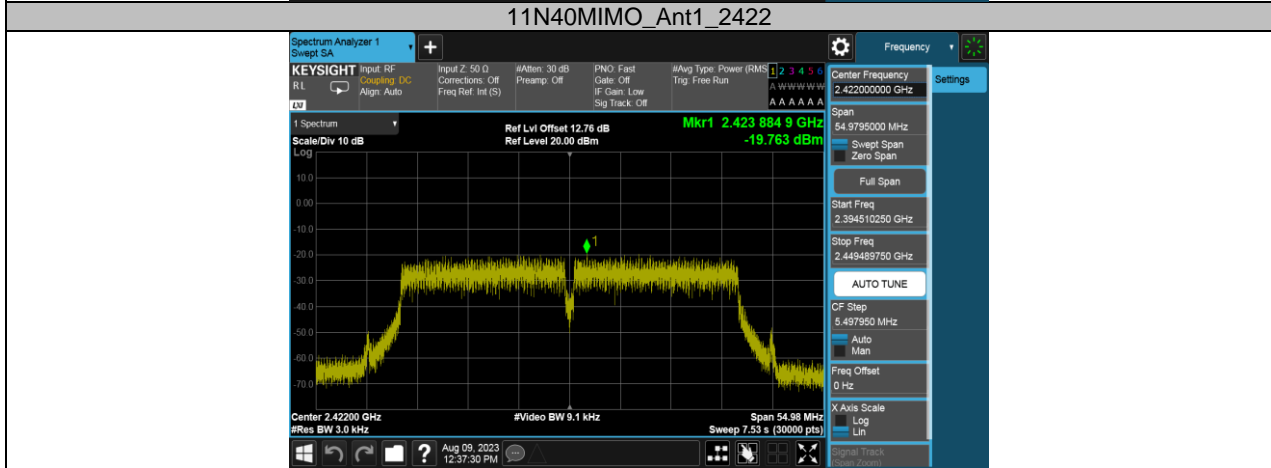 11N40MIMO_Ant1_2422
Spectrum Analyzer 1
Swept SA
Frequency
KEYSIGHT
RL
LXI
Input: RF
Coupling: DC
Align: Auto
Input Z: 50 Ω
Corrections: Off
Freq Ref: Int (S)
#Atten: 30 dB
Preamp: Off
PNO: Fast
Gate: Off
IF Gain: Low
Sig Track: Off
#Avg Type: Power (RMS
Trig: Free Run
1 2 3 4 5 6
A W W W W W
A A A A A A
1 Spectrum
Scale/Div 10 dB
Log
Ref Lvl Offset 12.76 dB
Ref Level 20.00 dBm
Mkr1 2.423 884 9 GHz
-19.763 dBm
10.0
0.00
-10.0
-20.0
-30.0
-40.0
-50.0
-60.0
-70.0
1
Center 2.42200 GHz
#Res BW 3.0 kHz
#Video BW 9.1 kHz
Span 54.98 MHz
Sweep 7.53 s (30000 pts)
Aug 09, 2023
12:37:30 PM
?
Center Frequency
2.422000000 GHz
Settings
Span
54.9795000 MHz
Swept Span
Zero Span
Full Span
Start Freq
2.394510250 GHz
Stop Freq
2.449489750 GHz
AUTO TUNE
CF Step
5.497950 MHz
Auto
Man
Freq Offset
0 Hz
X Axis Scale
Log
Lin
Signal Track
(Span Zoom)